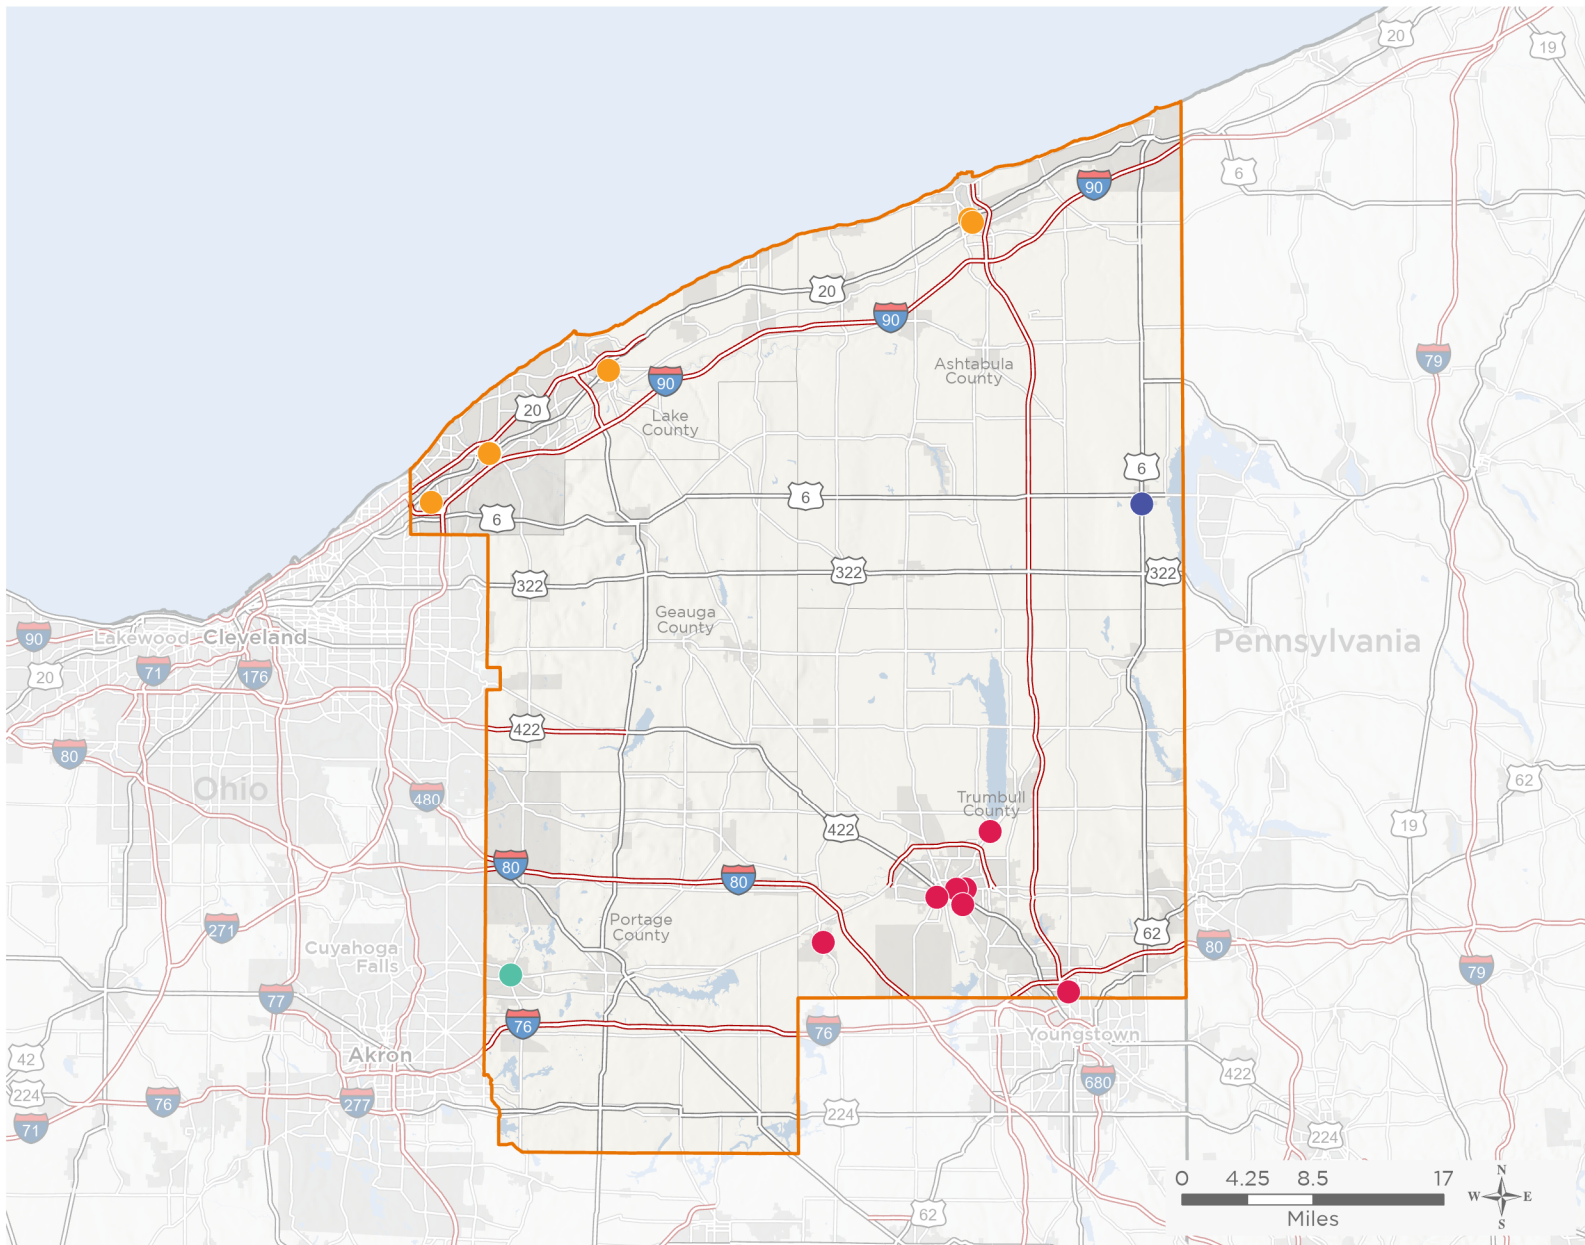 20
19
6
90
20
90
79
Ashtabula
County
90
20
Lake
County
6
6
6
322
322
322
Geauga
County
90
Lakewood
Cleveland
71
176
20
Pennsylvania
422
80
Ohio
480
62
Trumbull
County
422
19
80
80
271
Portage
County
62
80
Cuyahoga
Falls
79
77
76
76
Youngstown
42
Akron
422
680
224
76
277
224
71
224
62
0 4.25 8.5 17
Miles
N
W E
S